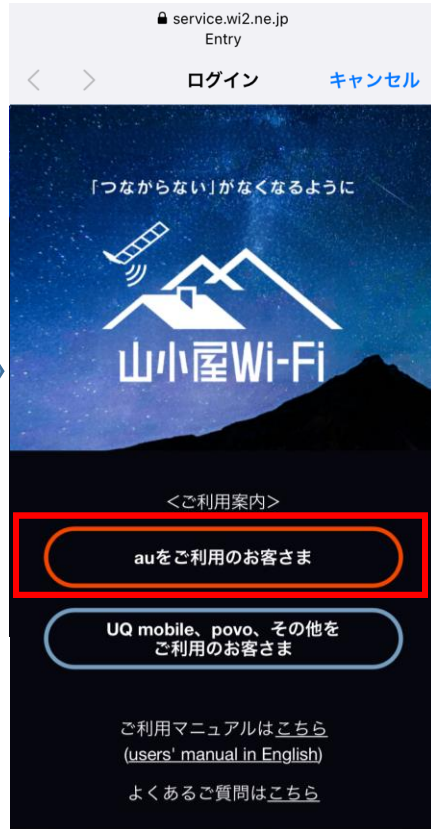 service.wi2.ne.jp
Entry
ログイン
キャンセル
「つながらない」がなくなるように
山小屋Wi-Fi
<ご利用案内>
auをご利用のお客さま
UQ mobile、povo、その他を
ご利用のお客さま
ご利用マニュアルはこちら
(users' manual in English)
よくあるご質問はこちら